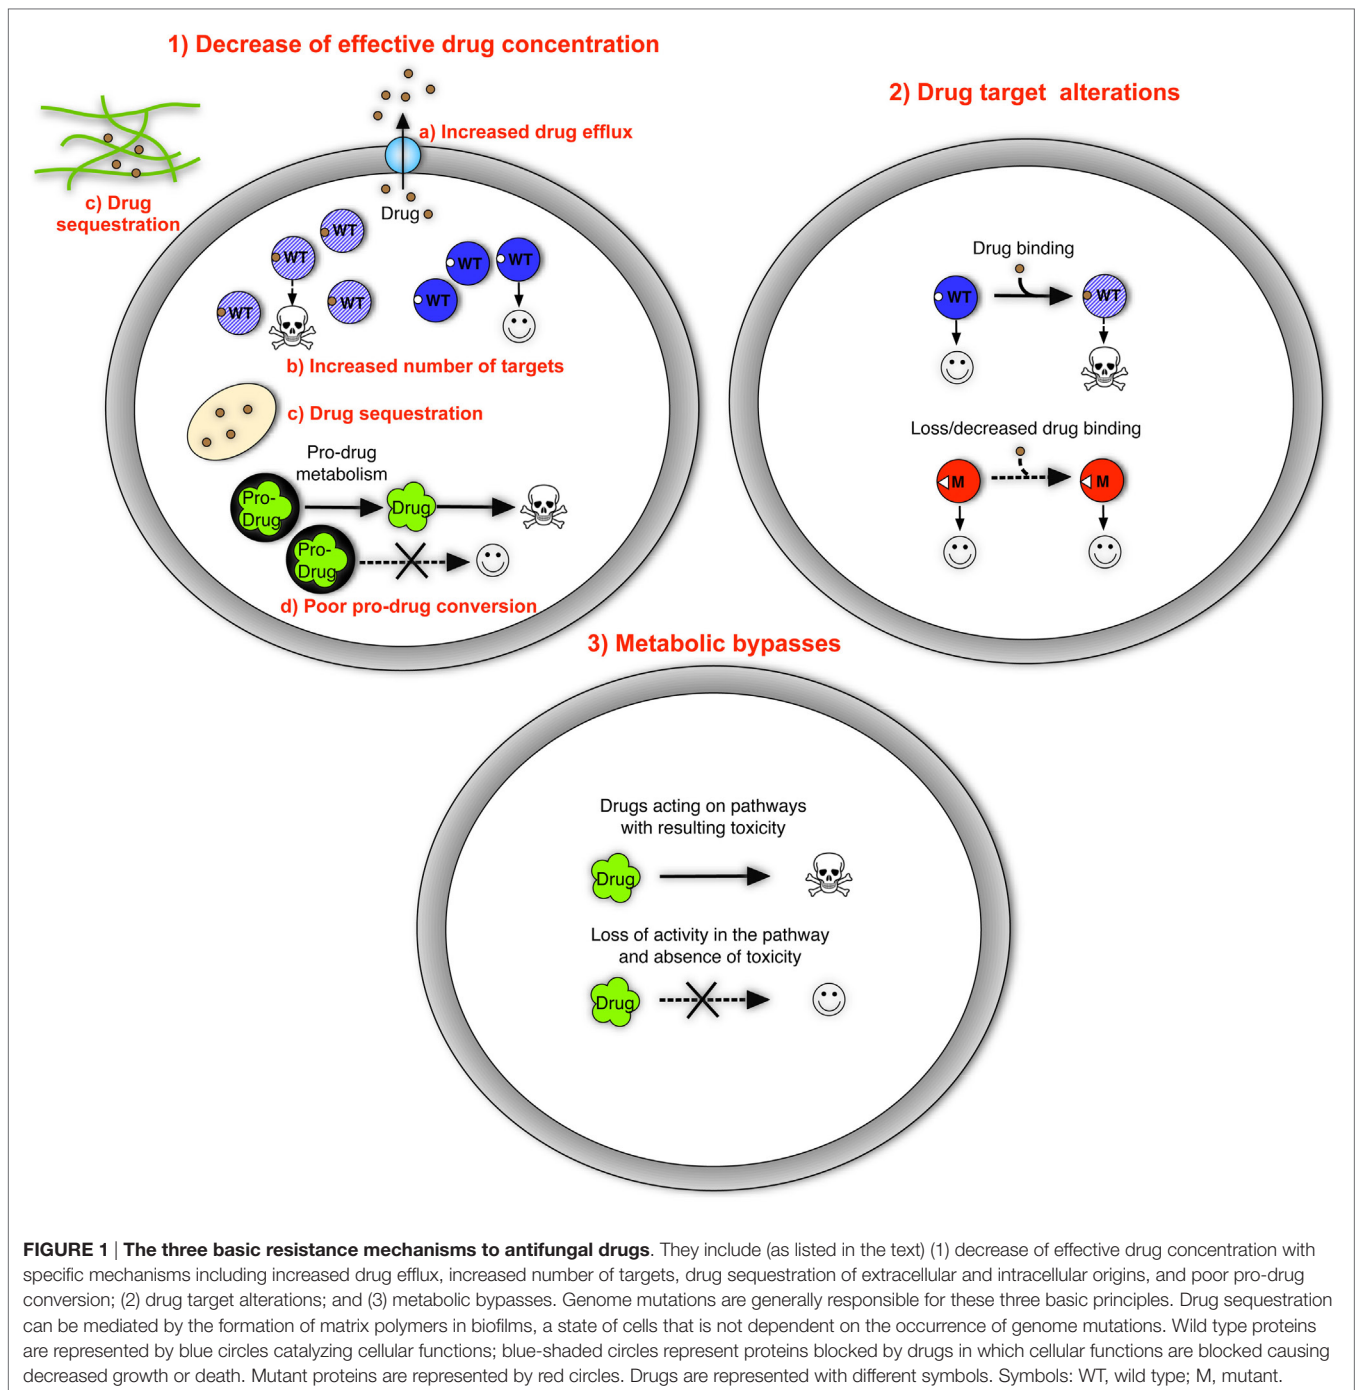 1) Decrease of effective drug concentration
a) Increased drug efflux
c) Drug
sequestration
Drug
WT
WT
WT
WT
WT
WT
WT
b) Increased number of targets
c) Drug sequestration
Pro-drug
metabolism
Pro-
Drug
Drug
Pro-
Drug
d) Poor pro-drug conversion
2) Drug target  alterations
Drug binding
WT
WT
Loss/decreased drug binding
M
M
3) Metabolic bypasses
Drugs acting on pathways
with resulting toxicity
Drug
Loss of activity in the pathway
and absence of toxicity
Drug
FIGURE 1 | The three basic resistance mechanisms to antifungal drugs. They include (as listed in the text) (1) decrease of effective drug concentration with
specific mechanisms including increased drug efflux, increased number of targets, drug sequestration of extracellular and intracellular origins, and poor pro-drug
conversion; (2) drug target alterations; and (3) metabolic bypasses. Genome mutations are generally responsible for these three basic principles. Drug sequestration
can be mediated by the formation of matrix polymers in biofilms, a state of cells that is not dependent on the occurrence of genome mutations. Wild type proteins
are represented by blue circles catalyzing cellular functions; blue-shaded circles represent proteins blocked by drugs in which cellular functions are blocked causing
decreased growth or death. Mutant proteins are represented by red circles. Drugs are represented with different symbols. Symbols: WT, wild type; M, mutant.